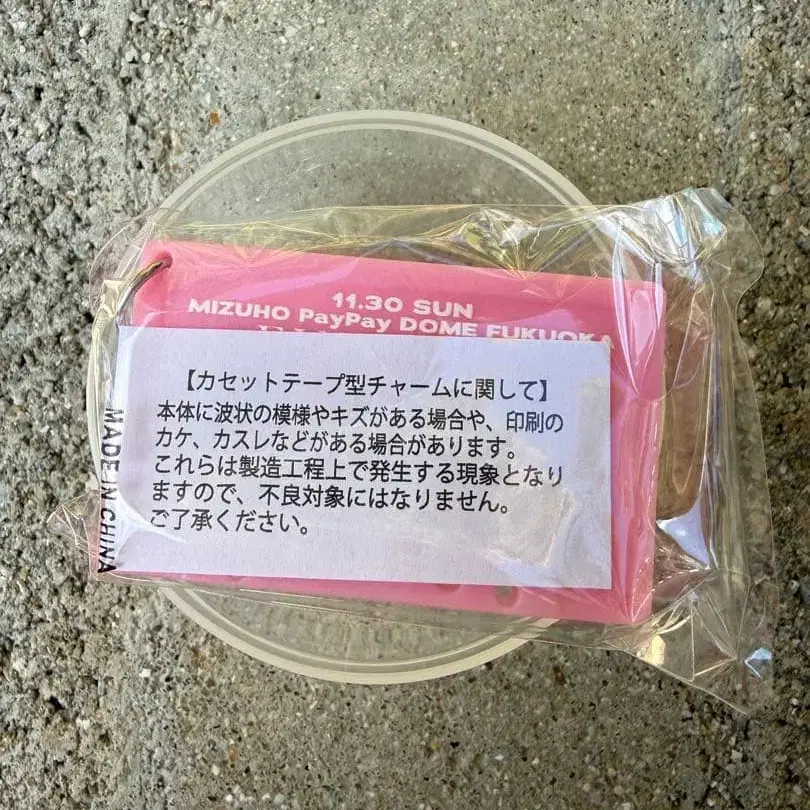 11.30 SUN
MIZUHO PayPay DOME FUKUOKA
【カセットテープ型チャームに関して】
本体に波状の模様やキズがある場合や、印刷の
カケ、カスレなどがある場合があります。
これらは製造工程上で発生する現象となり
ますので、不良対象にはなりません。
ご了承ください。
MADE IN CHINA